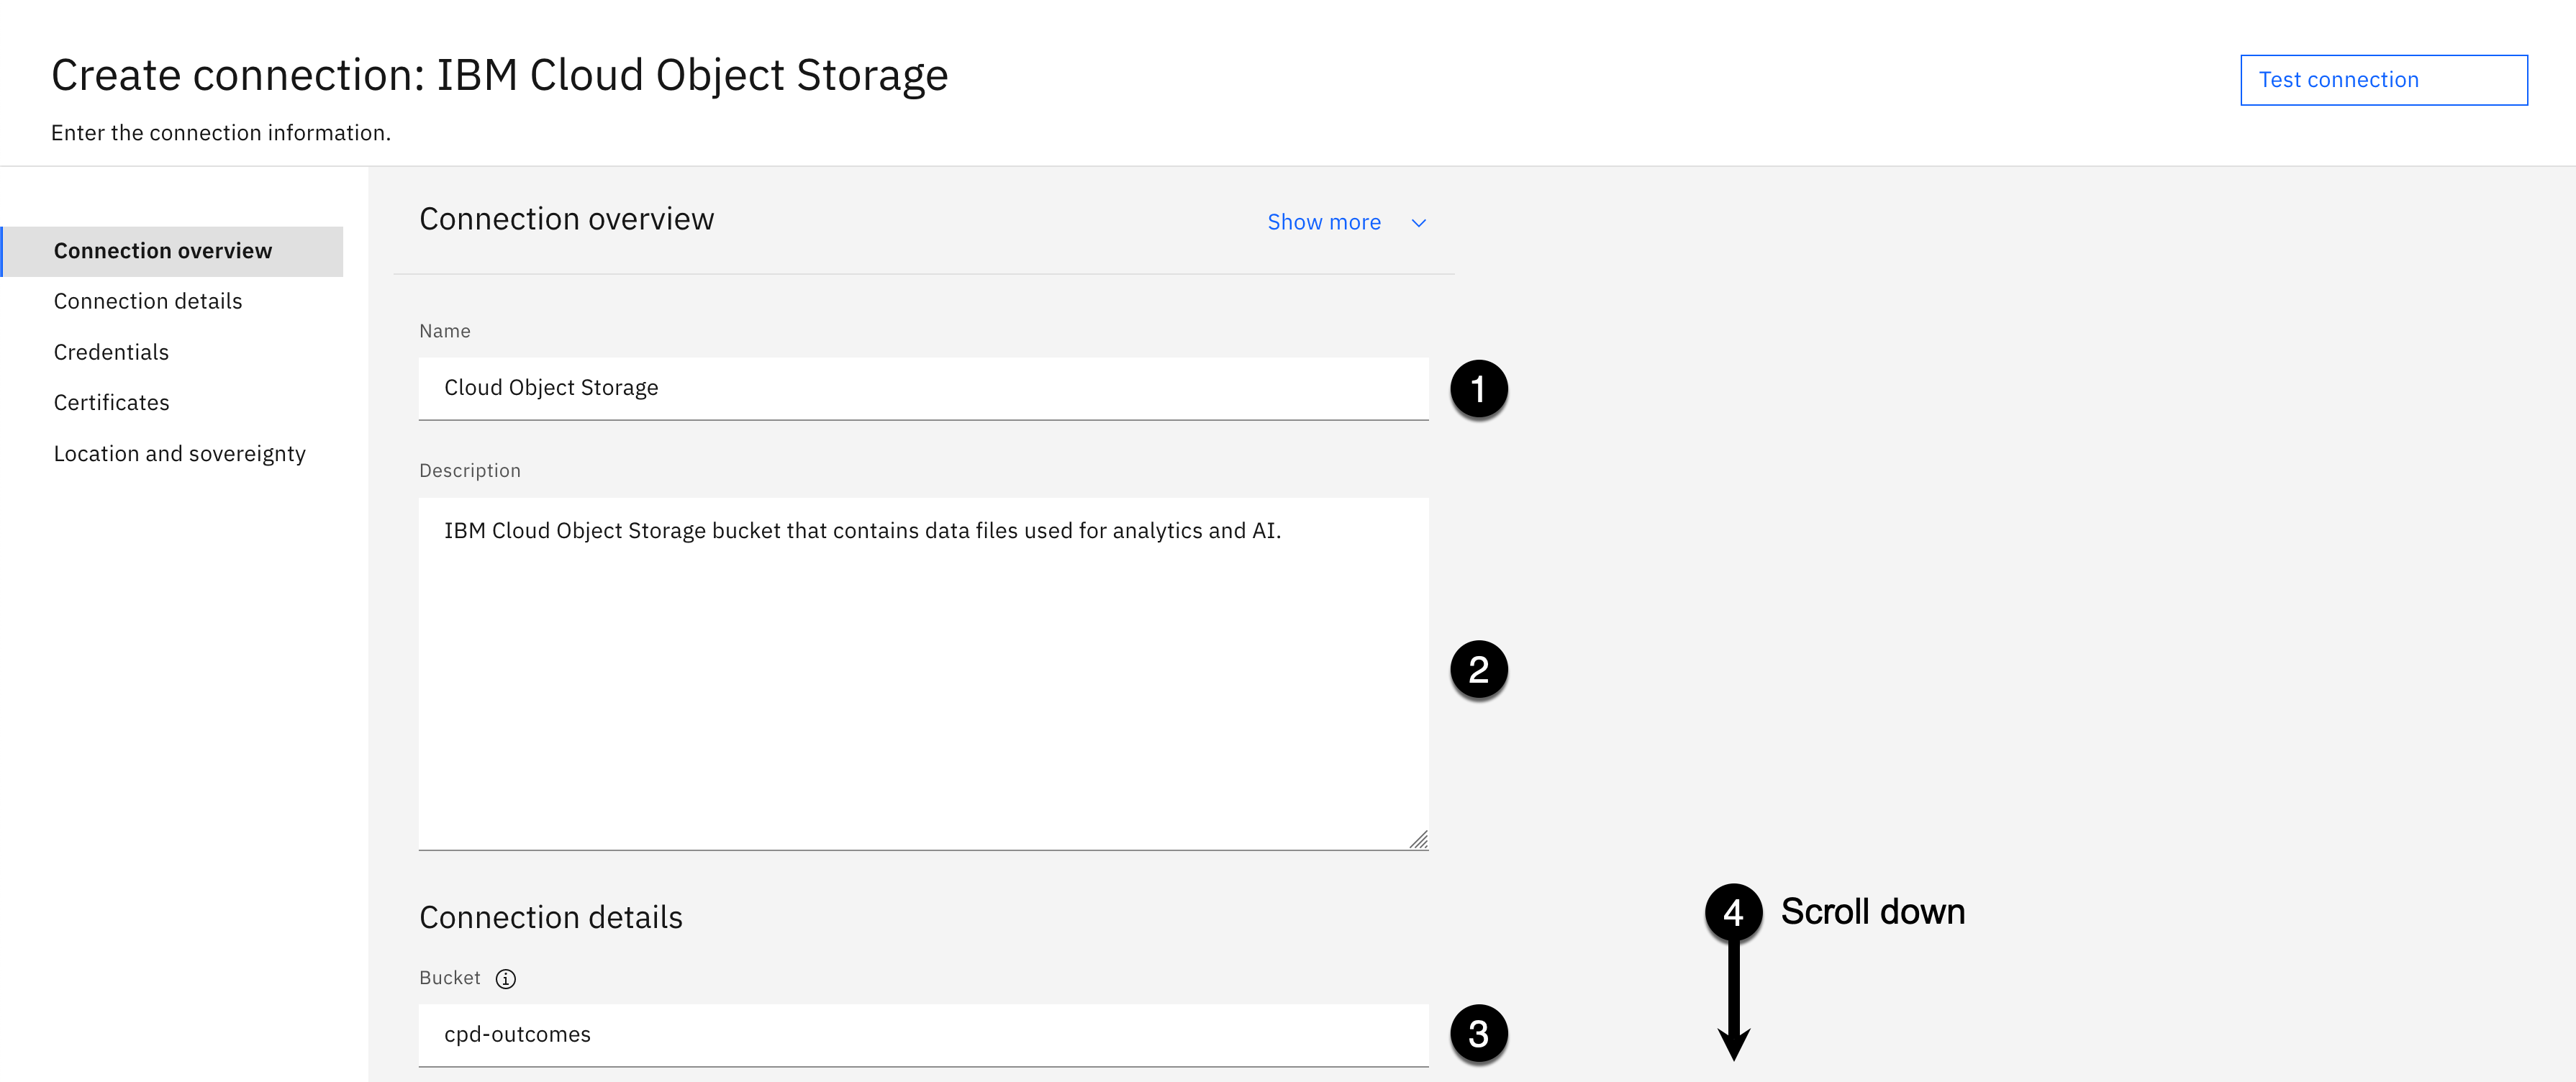 Create connection: IBM Cloud Object Storage
Test connection
Enter the connection information.
Connection overview
Connection details
Credentials
Certificates
Location and sovereignty
Connection overview
Show more
Name
Cloud Object Storage
1
Description
IBM Cloud Object Storage bucket that contains data files used for analytics and AI.
2
Connection details
4 Scroll down
Bucket
cpd-outcomes
3